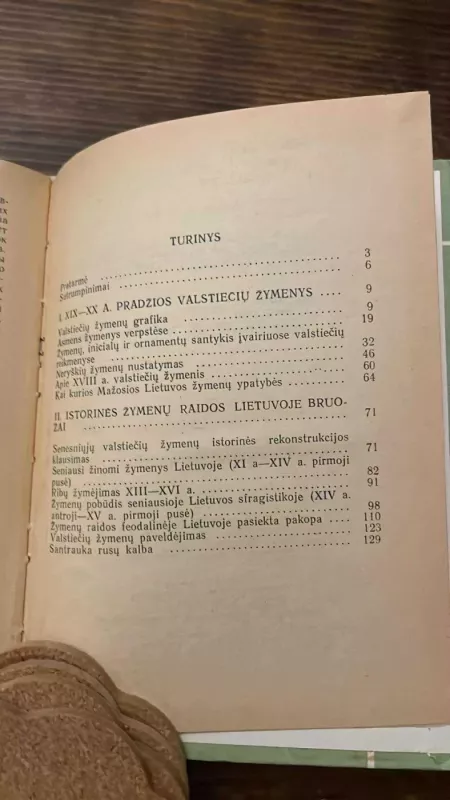 TURINYS
Pratarmė . . . . . . . . . . 3
Sutrumpinimai . . . . . . . . . . 6
I. XIX—XX A. PRADŽIOS VALSTIEČIŲ ŽYMENYS . . . . 9
Valstiečių žymenų grafika . . . . . . . . . . 9
Asmens žymenys verpstėse . . . . . . . . . . 19
Žymenų, inicialų ir ornamentų santykis įvairiuose valstiečių
rakmenyse . . . . . . . . . . 32
Neryškių žymenų nustatymas . . . . . . . . . . 46
Apie XVIII a. valstiečių žymenis . . . . . . . . . . 60
Kai kurios Mažosios Lietuvos žymenų ypatybės . . . . . . . . . . 64
II. ISTORINĖS ŽYMENŲ RAIDOS LIETUVOJE BRUO-
ŽAI . . . . . . . . . . 71
Senesniųjų valstiečių žymenų istorinės rekonstrukcijos
klausimas . . . . . . . . . . 71
Seniausi žinomi žymenys Lietuvoje (XI a—XIV a. pirmoji
pusė) . . . . . . . . . . 82
Ribų žymėjimas XIII—XVI a. . . . . . . . . . . 91
Žymenų pobūdis seniausioje Lietuvos sfragistikoje (XIV a.
antroji—XV a. pirmoji pusė) . . . . . . . . . . 98
Žymenų raidos feodalinėje Lietuvoje pasiekta pakopa . . . . 110
Valstiečių žymenų paveldėjimas . . . . . . . . . . 123
Santrauka rusų kalba . . . . . . . . . . 129